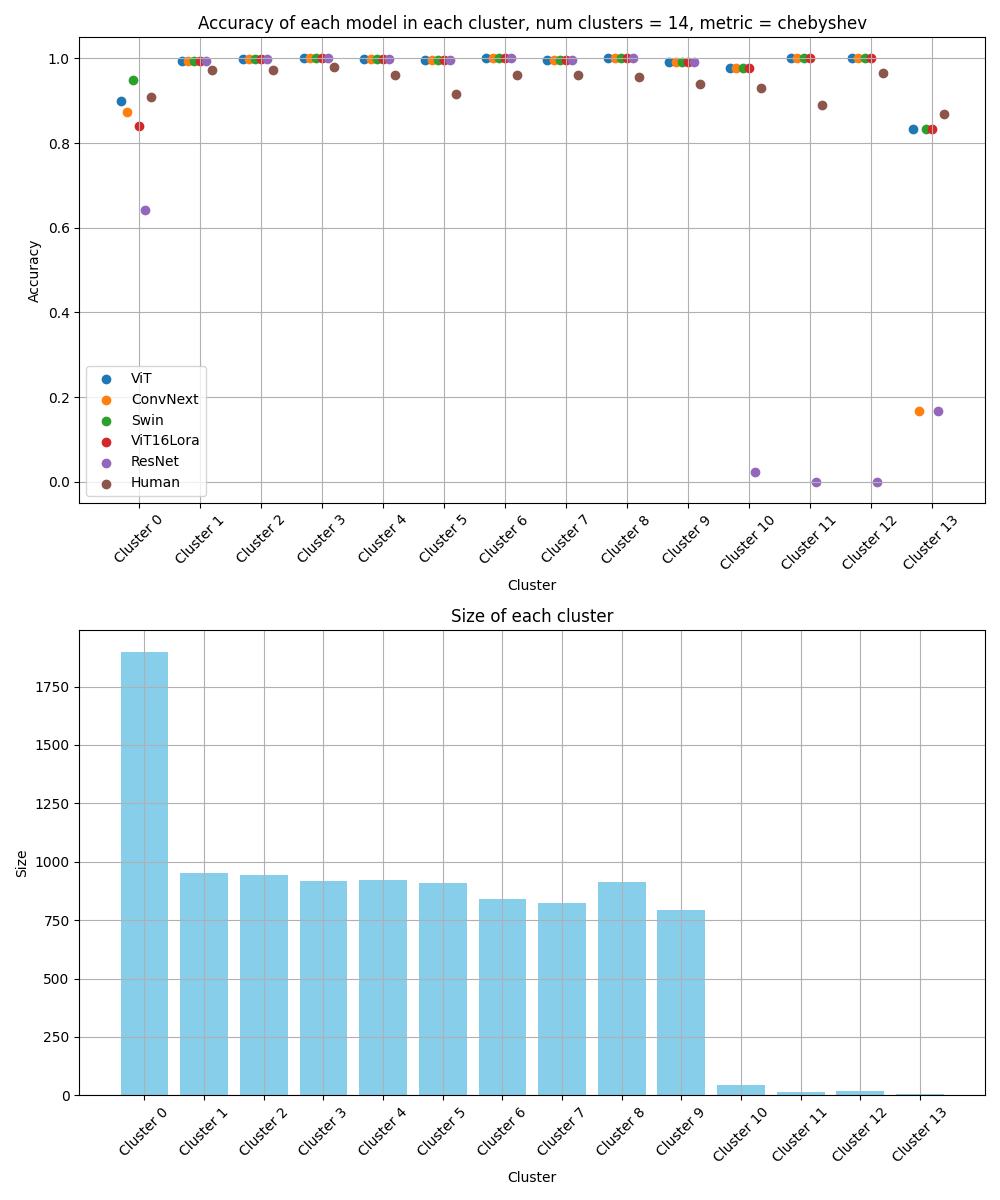 Accuracy of each model in each cluster, num clusters = 14, metric = chebyshev
Accuracy
1.0
0.8
0.6
0.4
0.2
0.0
ViT
ConvNext
Swin
ViT16Lora
ResNet
Human
Cluster 0
Cluster 1
Cluster 2
Cluster 3
Cluster 4
Cluster 5
Cluster 6
Cluster 7
Cluster 8
Cluster 9
Cluster 10
Cluster 11
Cluster 12
Cluster 13
Cluster
Size of each cluster
Size
1750
1500
1250
1000
750
500
250
0
Cluster 0
Cluster 1
Cluster 2
Cluster 3
Cluster 4
Cluster 5
Cluster 6
Cluster 7
Cluster 8
Cluster 9
Cluster 10
Cluster 11
Cluster 12
Cluster 13
Cluster